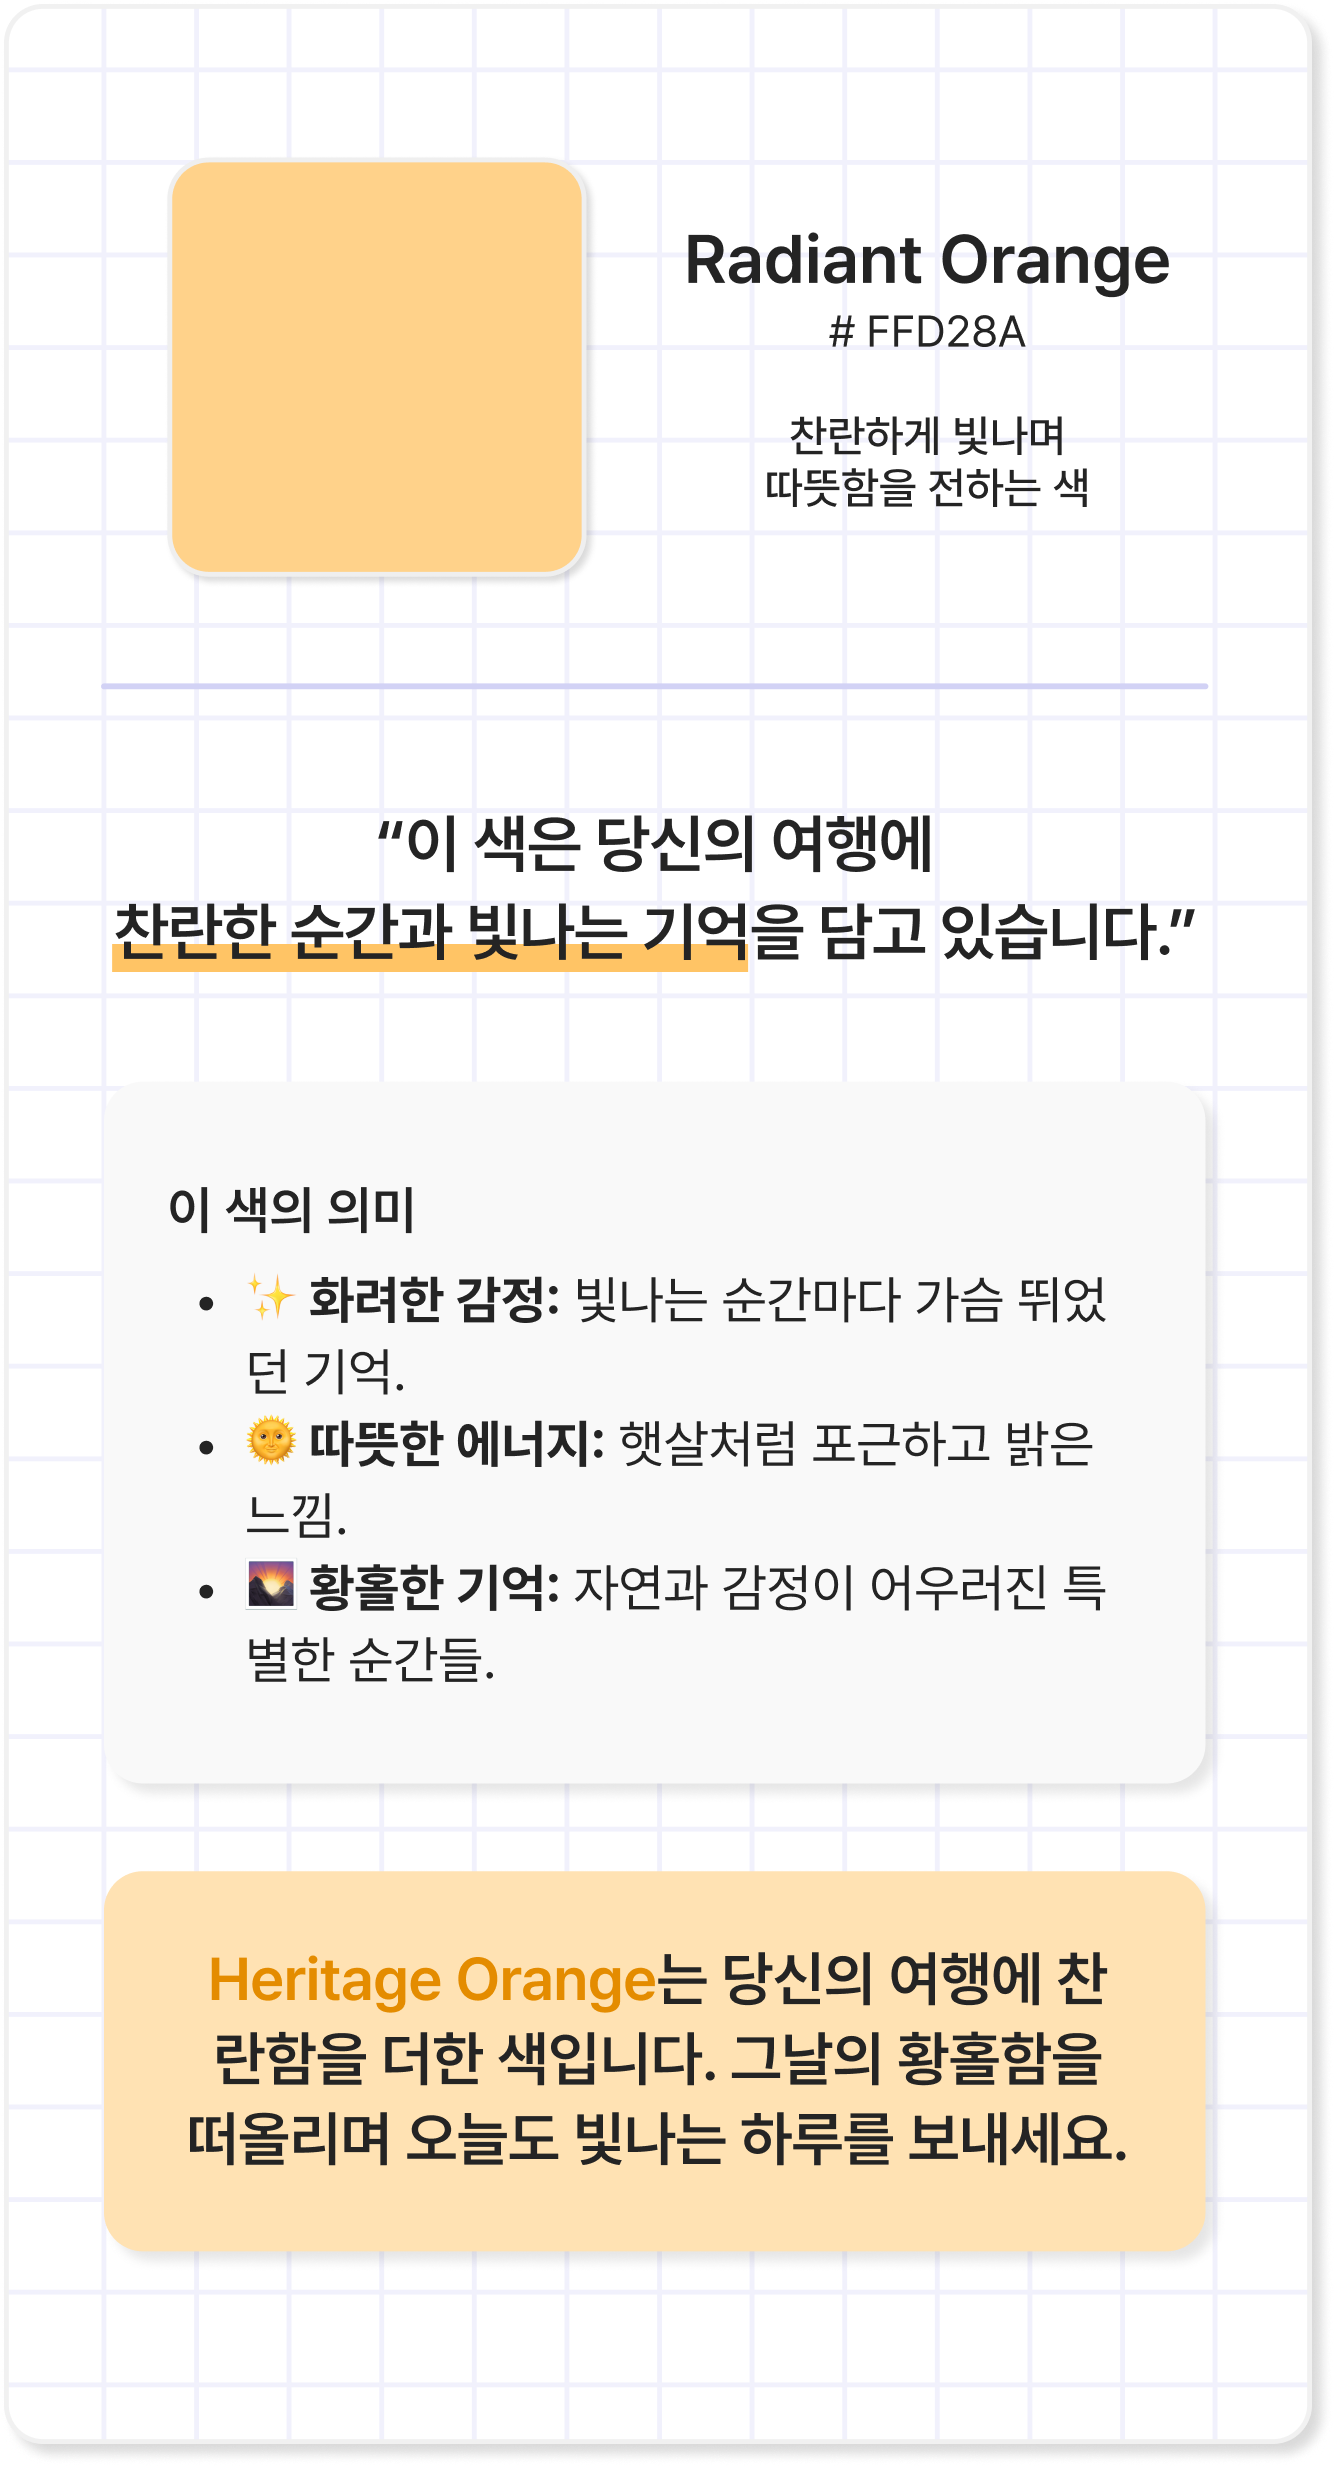 Radiant Orange
# FFD28A
찬란하게 빛나며
따뜻함을 전하는 색
“이 색은 당신의 여행에
찬란한 순간과 빛나는 기억을 담고 있습니다.”
이 색의 의미
• ✨ 화려한 감정: 빛나는 순간마다 가슴 뛰었
던 기억.
• 🌞 따뜻한 에너지: 햇살처럼 포근하고 밝은
느낌.
• 🌄 황홀한 기억: 자연과 감정이 어우러진 특
별한 순간들.
Heritage Orange는 당신의 여행에 찬
란함을 더한 색입니다. 그날의 황홀함을
떠올리며 오늘도 빛나는 하루를 보내세요.